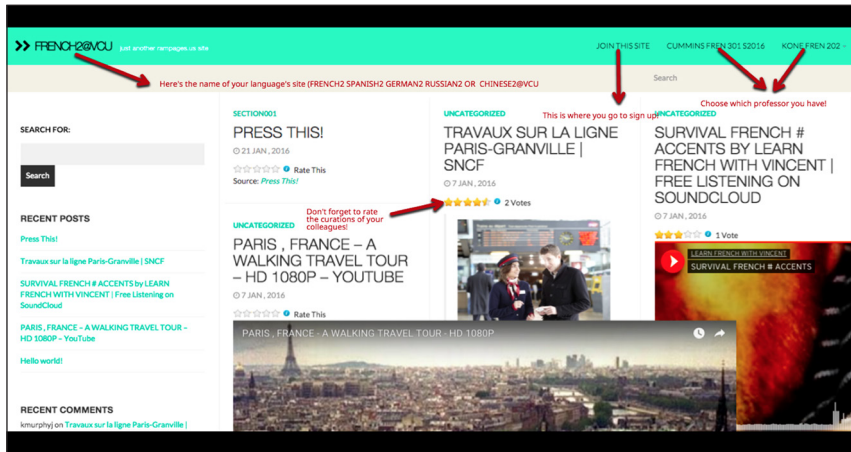 >> FRENCH2@VCU just another rampages.us site
JOIN THIS SITE CUMMINS FREN 301 S2016 KONE FREN 202
Here's the name of your language's site (FRENCH2 SPANISH2 GERMAN2 RUSSIAN2 OR CHINESE2@VCU
Search
This is where you go to sign up!
Choose which professor you have!
SEARCH FOR:
Search
RECENT POSTS
Press This!
Travaux sur la ligne Paris-Granville | SNCF
SURVIVAL FRENCH # ACCENTS by LEARN
FRENCH WITH VINCENT | Free Listening on
SoundCloud
PARIS , FRANCE – A WALKING TRAVEL TOUR –
HD 1080P – YouTube
Hello world!
RECENT COMMENTS
kmurphyj on Travaux sur la ligne Paris-Granville |
SECTION001
PRESS THIS!
21 JAN , 2016
Rate This
Source: Press This!
Don't forget to rate
the curations of your
colleagues!
UNCATEGORIZED
PARIS , FRANCE – A
WALKING TRAVEL TOUR
– HD 1080P – YOUTUBE
7 JAN , 2016
Rate This
PARIS , FRANCE - A WALKING TRAVEL TOUR - HD 1080P
UNCATEGORIZED
TRAVAUX SUR LA LIGNE
PARIS-GRANVILLE |
SNCF
7 JAN , 2016
2 Votes
UNCATEGORIZED
SURVIVAL FRENCH #
ACCENTS BY LEARN
FRENCH WITH VINCENT |
FREE LISTENING ON
SOUNDCLOUD
7 JAN , 2016
1 Vote
LEARN FRENCH WITH VINCENT
SURVIVAL FRENCH # ACCENTS